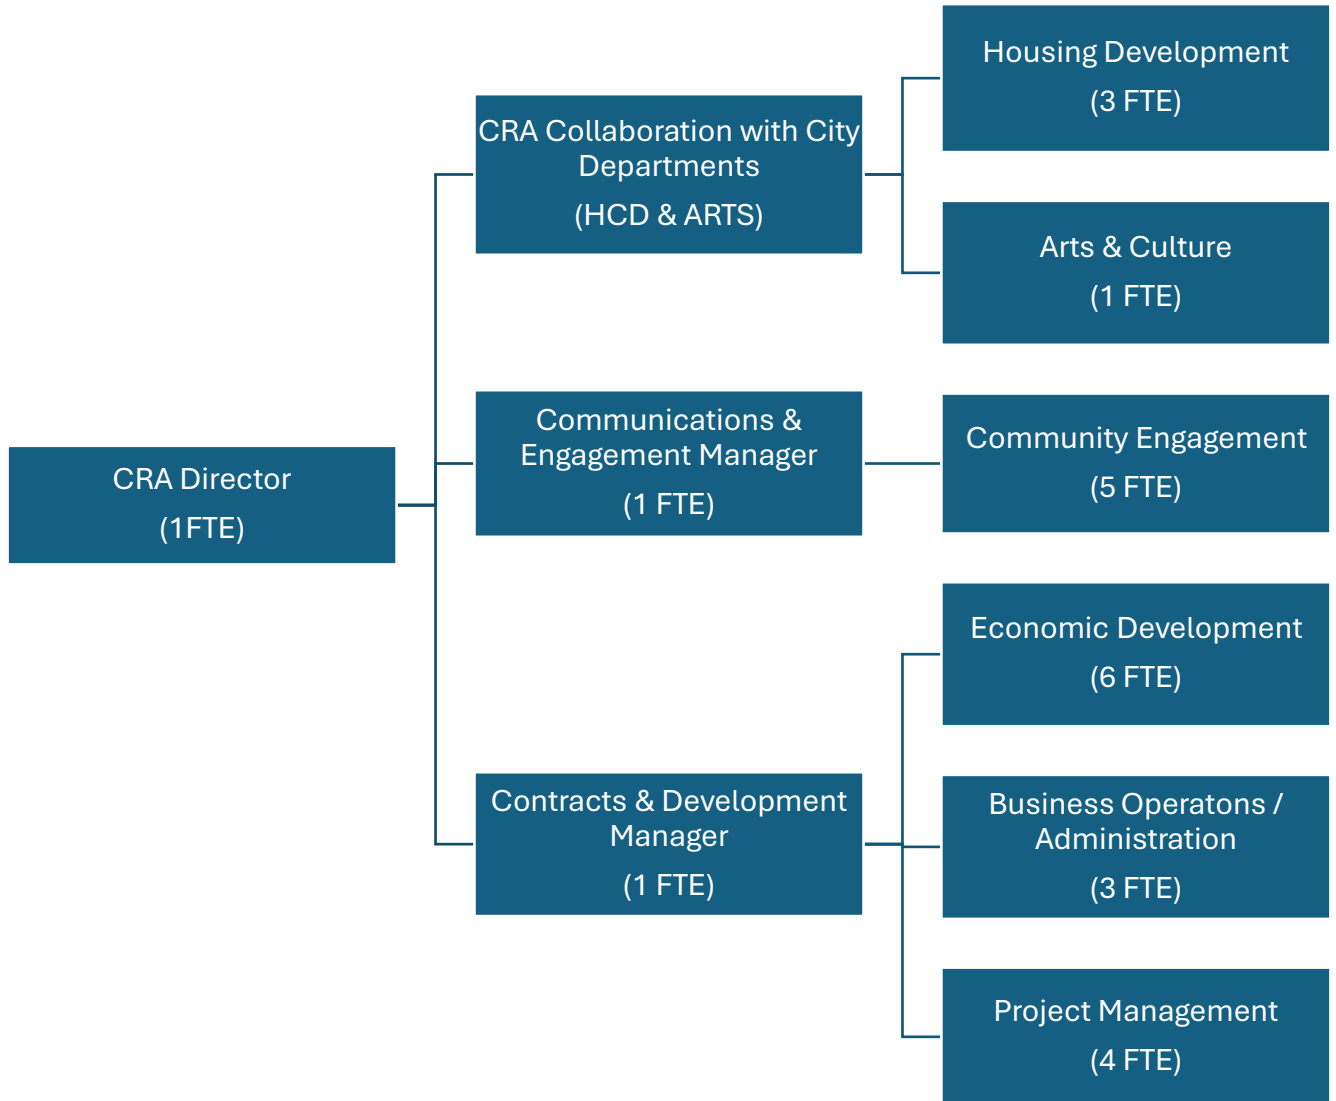 CRA Director
(1FTE)
CRA Collaboration with City
Departments
(HCD & ARTS)
Housing Development
(3 FTE)
Arts & Culture
(1 FTE)
Communications &
Engagement Manager
(1 FTE)
Community Engagement
(5 FTE)
Contracts & Development
Manager
(1 FTE)
Economic Development
(6 FTE)
Business Operatons /
Administration
(3 FTE)
Project Management
(4 FTE)